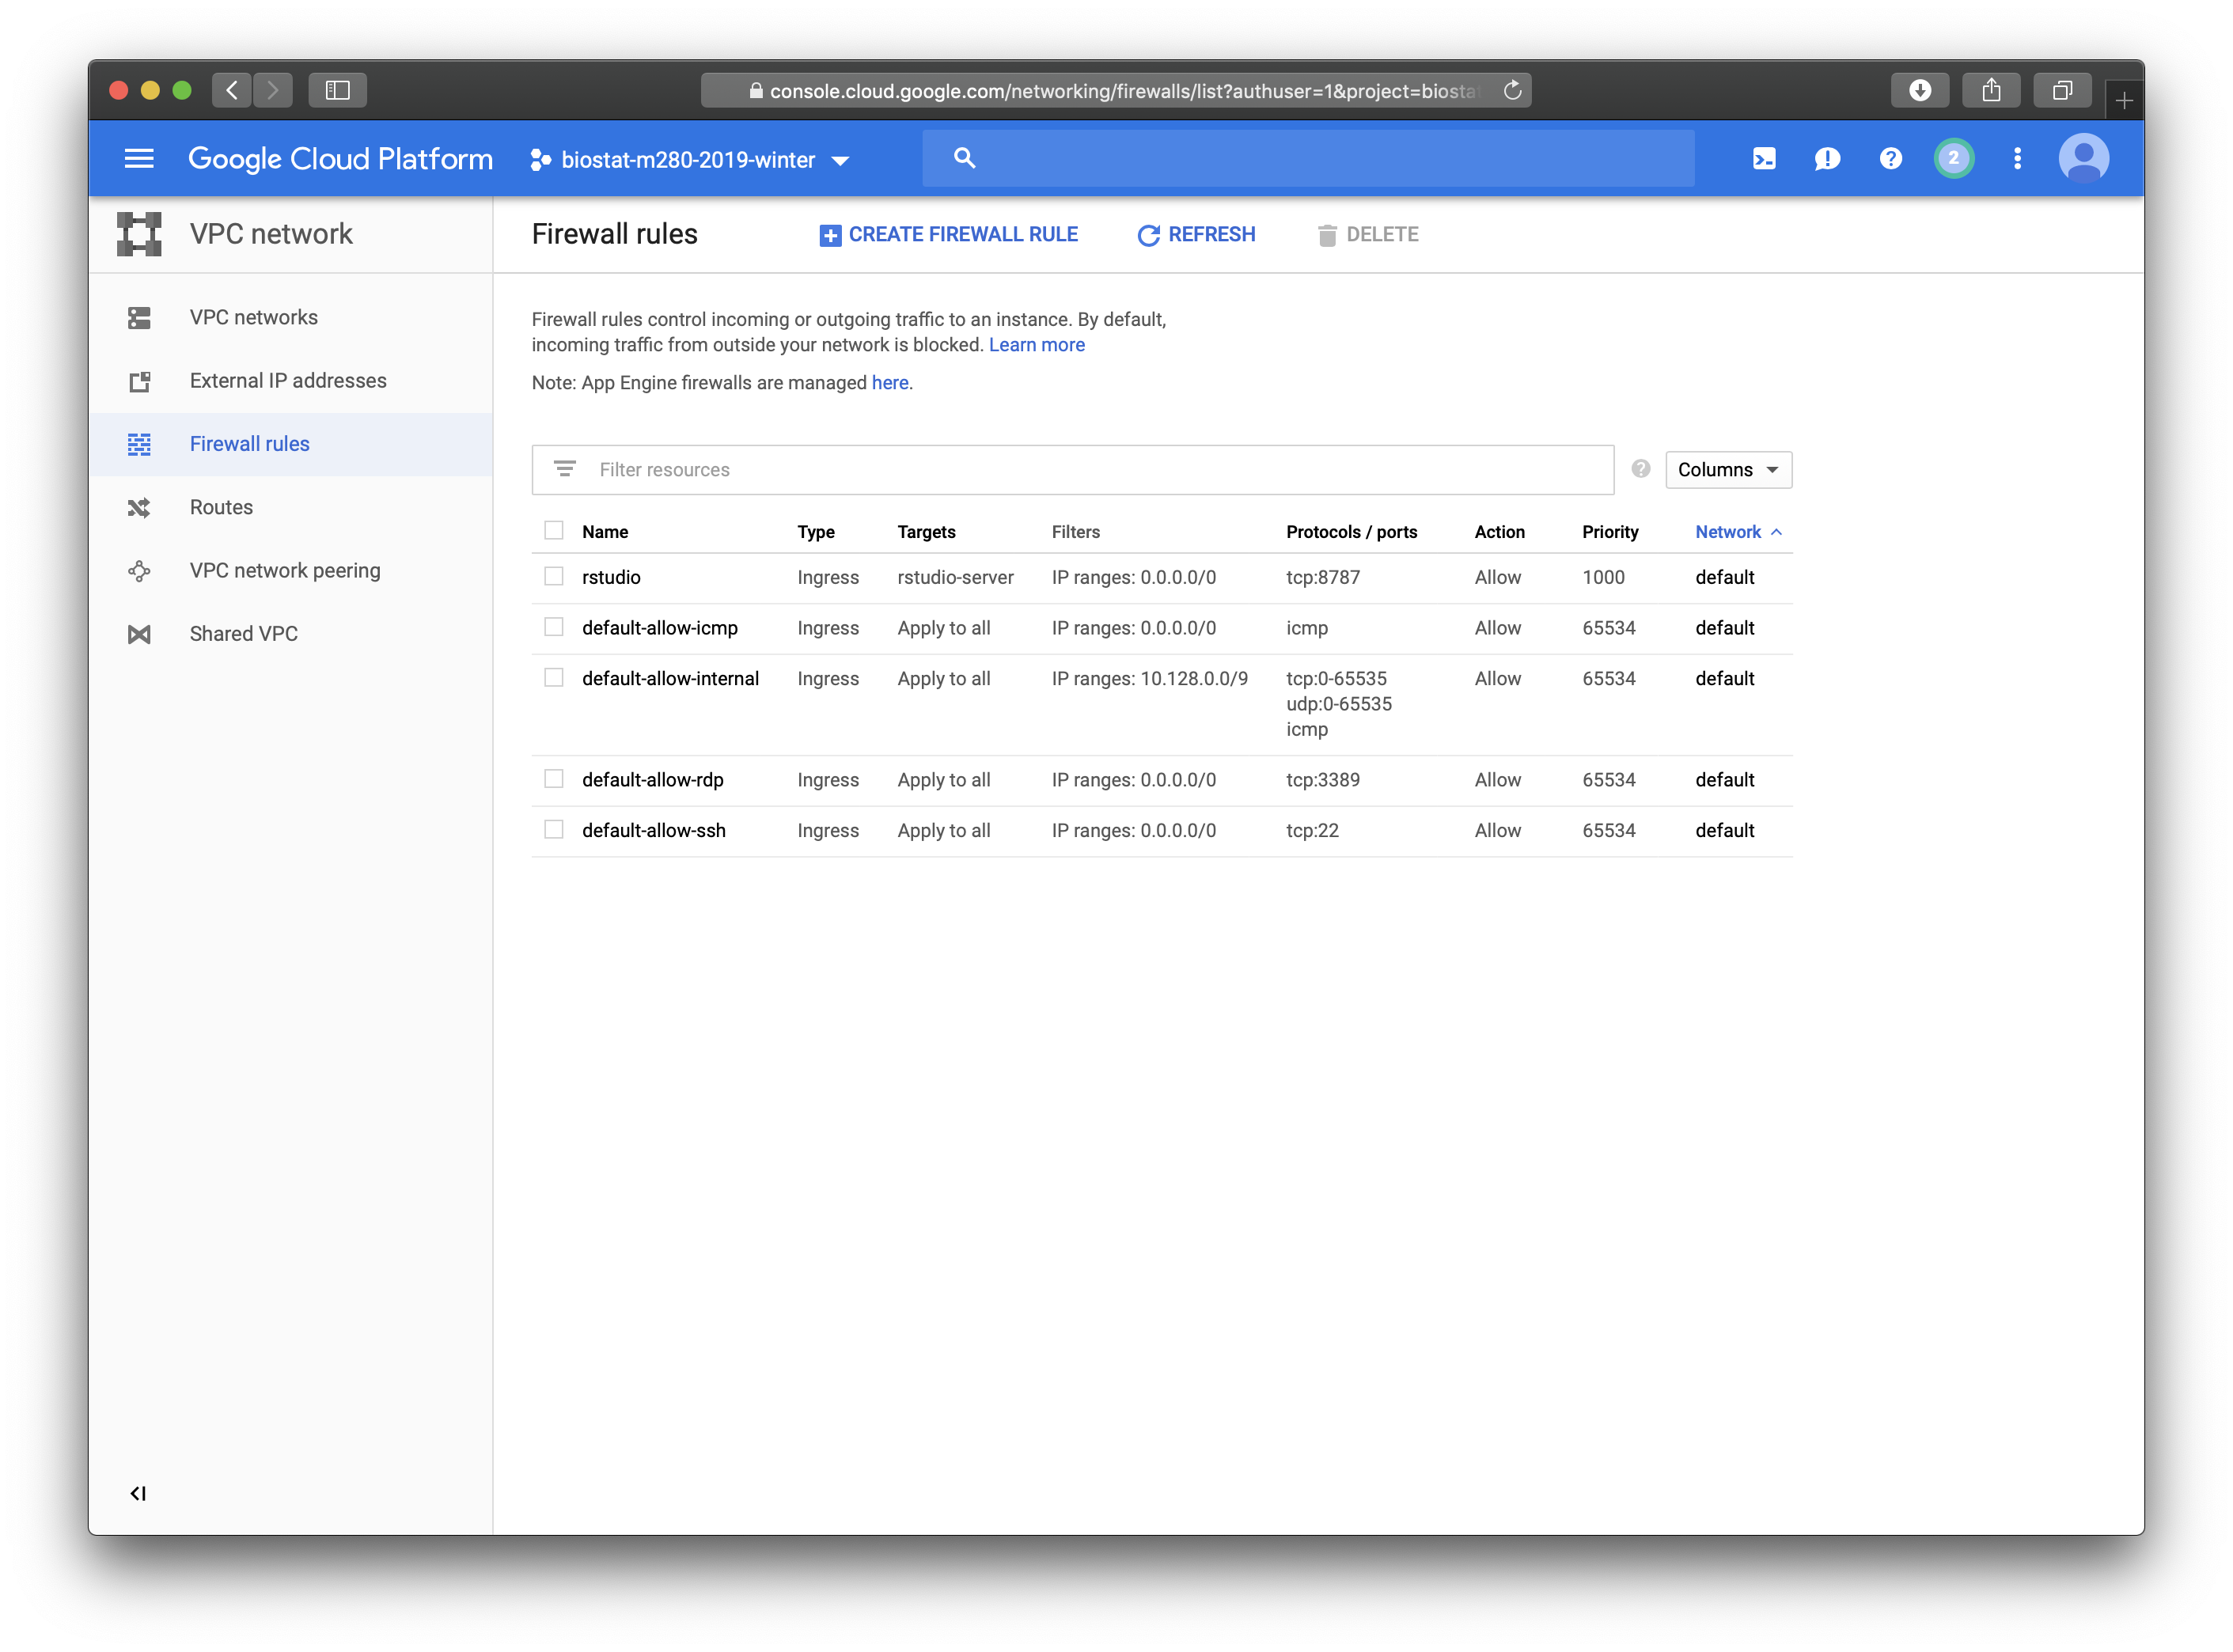 console.cloud.google.com/networking/firewalls/list?authuser=1&project=biosta
Google Cloud Platform biostat-m280-2019-winter 2
VPC network
Firewall rules CREATE FIREWALL RULE REFRESH DELETE
VPC networks
External IP addresses
Firewall rules
Routes
VPC network peering
Shared VPC
Firewall rules control incoming or outgoing traffic to an instance. By default,
incoming traffic from outside your network is blocked. Learn more
Note: App Engine firewalls are managed here.
Filter resources Columns
Name Type Targets Filters Protocols / ports Action Priority Network
rstudio Ingress rstudio-server IP ranges: 0.0.0.0/0 tcp:8787 Allow 1000 default
default-allow-icmp Ingress Apply to all IP ranges: 0.0.0.0/0 icmp Allow 65534 default
default-allow-internal Ingress Apply to all IP ranges: 10.128.0.0/9 tcp:0-65535 Allow 65534 default
udp:0-65535
icmp
default-allow-rdp Ingress Apply to all IP ranges: 0.0.0.0/0 tcp:3389 Allow 65534 default
default-allow-ssh Ingress Apply to all IP ranges: 0.0.0.0/0 tcp:22 Allow 65534 default